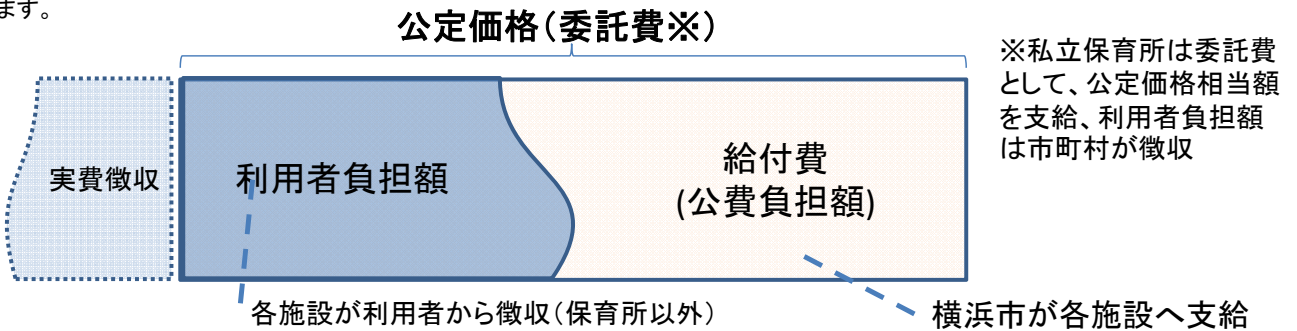 ます。
公定価格（委託費※）
※私立保育所は委託費
として、公定価格相当額
を支給、利用者負担額
は市町村が徴収
実費徴収
利用者負担額
給付費
(公費負担額)
各施設が利用者から徴収（保育所以外）
横浜市が各施設へ支給